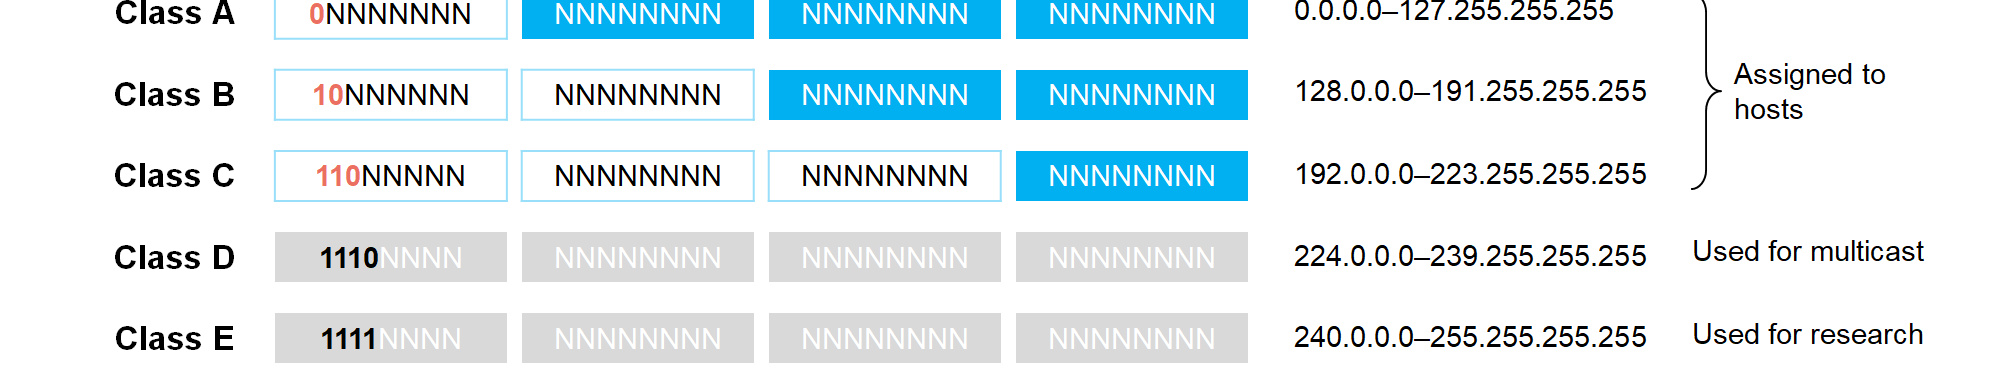 Class A 0NNNNNNN NNNNNNNN NNNNNNNN NNNNNNNN 0.0.0.0–127.255.255.255
Class B 10NNNNNN NNNNNNNN NNNNNNNN NNNNNNNN 128.0.0.0–191.255.255.255
Assigned to
hosts
Class C 110NNNNN NNNNNNNN NNNNNNNN NNNNNNNN 192.0.0.0–223.255.255.255
Class D 1110NNNN NNNNNNNN NNNNNNNN NNNNNNNN 224.0.0.0–239.255.255.255 Used for multicast
Class E 1111NNNN NNNNNNNN NNNNNNNN NNNNNNNN 240.0.0.0–255.255.255.255 Used for research